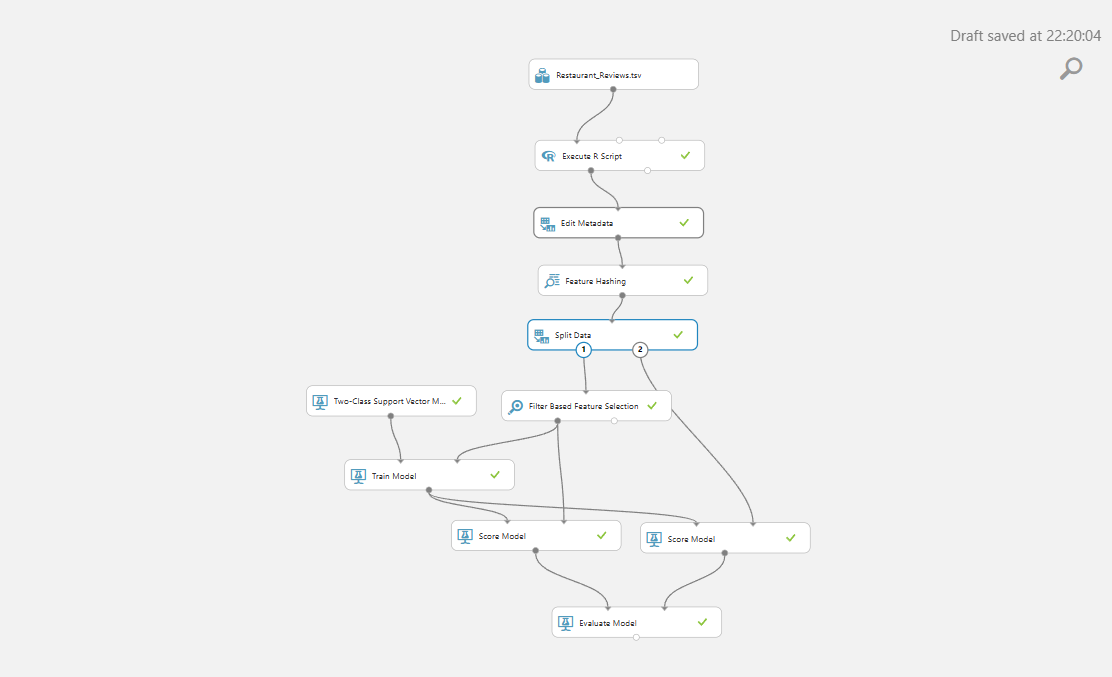 Draft saved at 22:20:04
Restaurant_Reviews.tsv
Execute R Script
Edit Metadata
Feature Hashing
Split Data
1
2
Two-Class Support Vector M...
Filter Based Feature Selection
Train Model
Score Model
Score Model
Evaluate Model